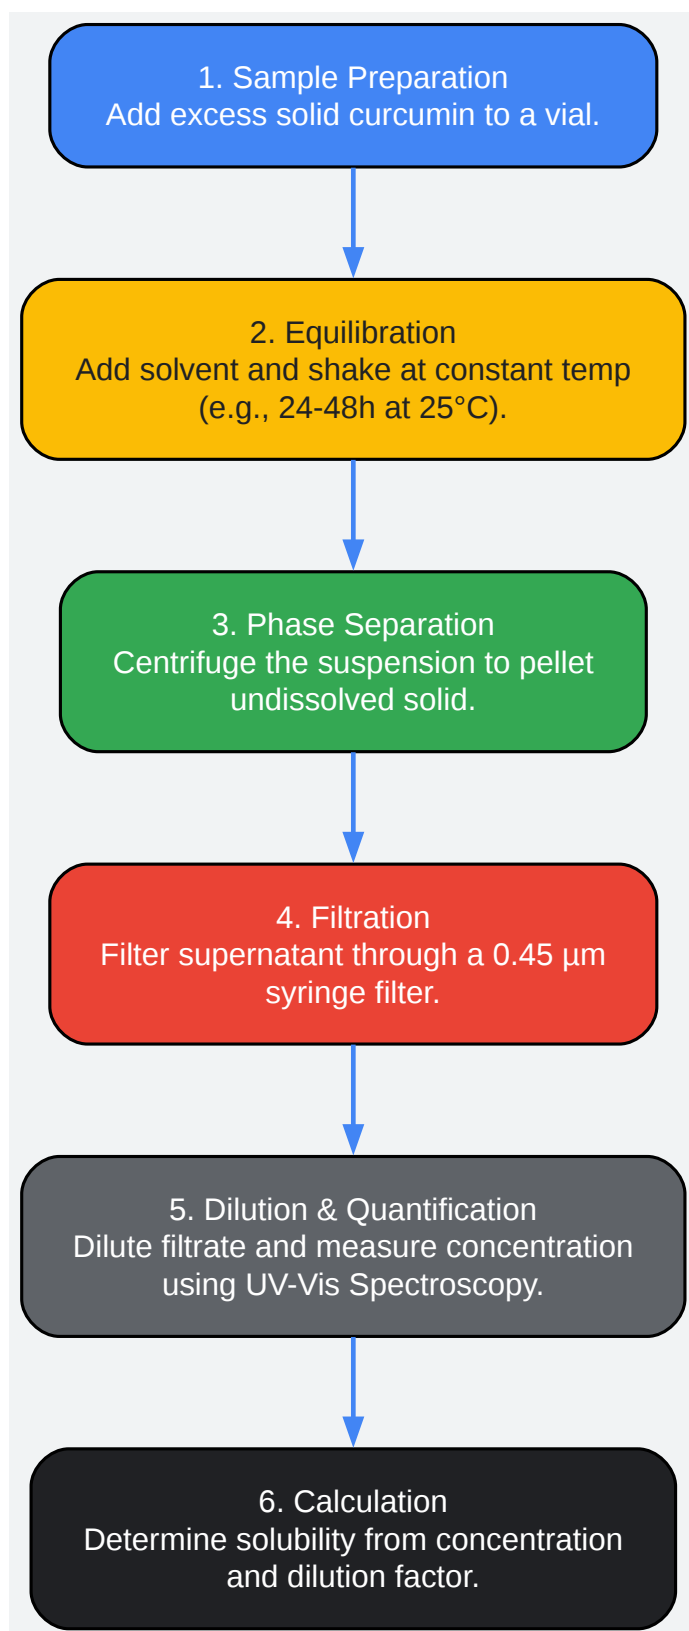 1. Sample Preparation
Add excess solid curcumin to a vial.
2. Equilibration
Add solvent and shake at constant temp
(e.g., 24-48h at 25°C).
3. Phase Separation
Centrifuge the suspension to pellet
undissolved solid.
4. Filtration
Filter supernatant through a 0.45 µm
syringe filter.
5. Dilution & Quantification
Dilute filtrate and measure concentration
using UV-Vis Spectroscopy.
6. Calculation
Determine solubility from concentration
and dilution factor.